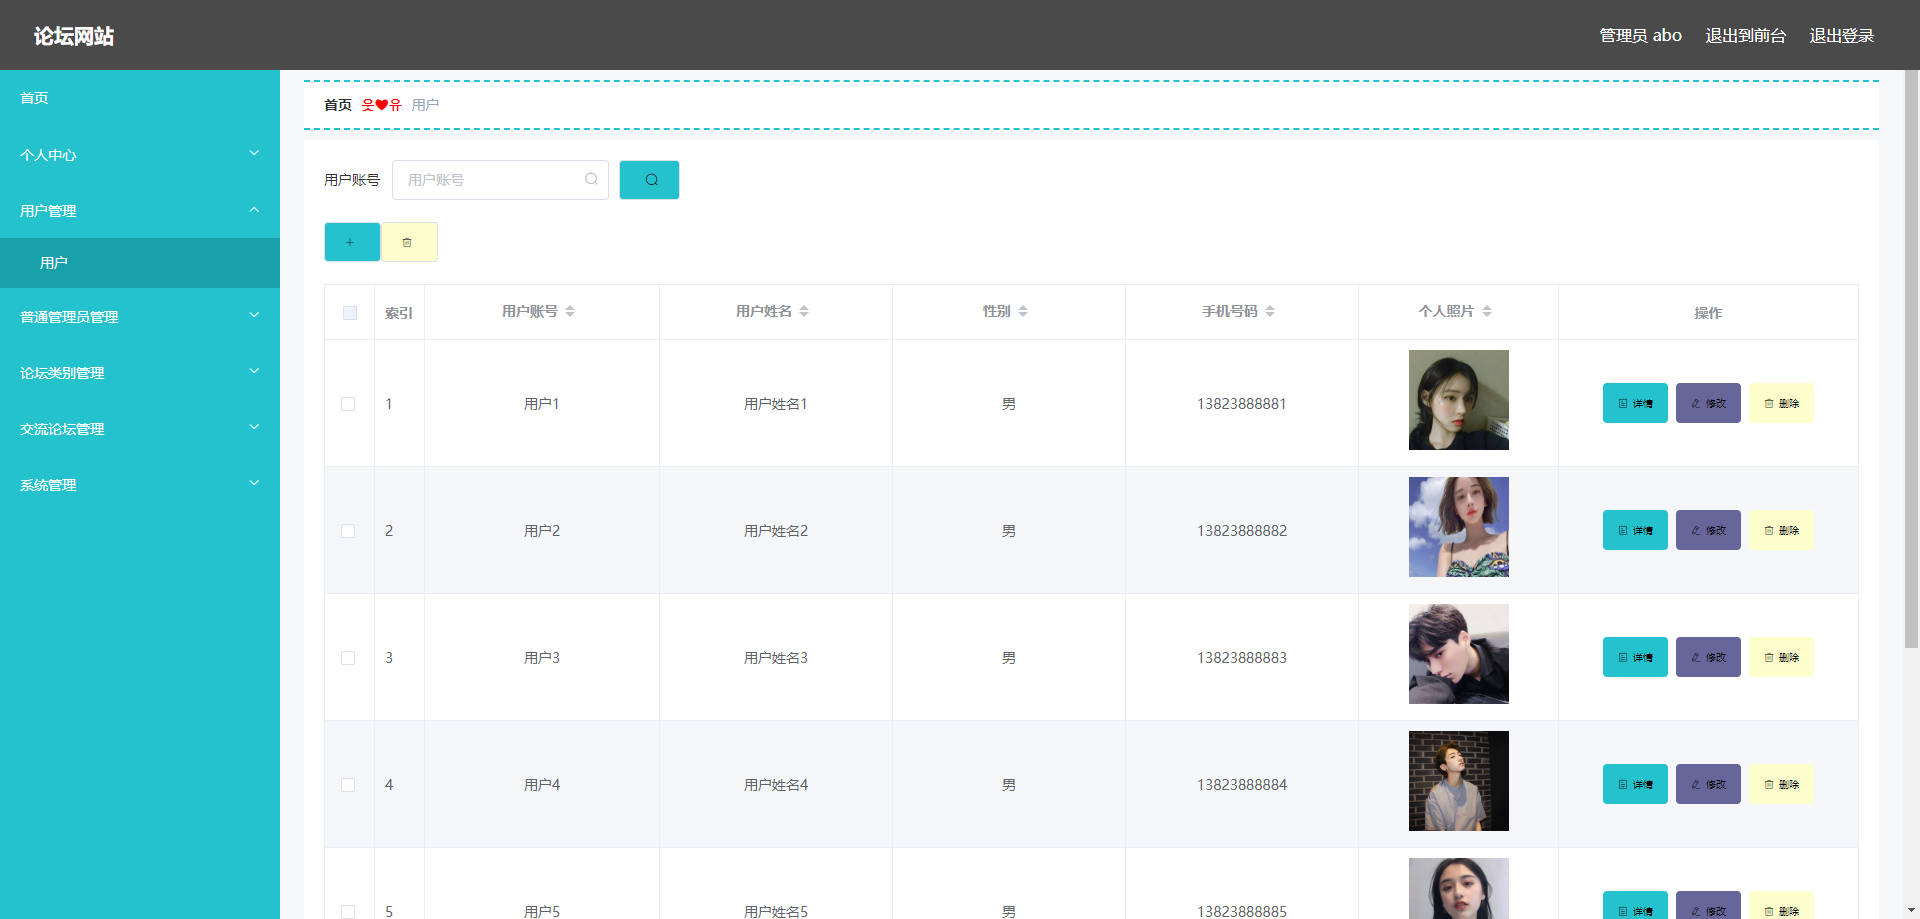 论坛网站
管理员 abo 退出到前台 退出登录
首页
个人中心
用户管理
用户
普通管理员管理
论坛类别管理
交流论坛管理
系统管理
首页 웃❤유 用户
用户账号 用户账号
索引 用户账号 用户姓名 性别 手机号码 个人照片 操作
1 用户1 用户姓名1 男 13823888881 详情 修改 删除
2 用户2 用户姓名2 男 13823888882 详情 修改 删除
3 用户3 用户姓名3 男 13823888883 详情 修改 删除
4 用户4 用户姓名4 男 13823888884 详情 修改 删除
5 用户5 用户姓名5 男 13823888885 详情 修改 删除